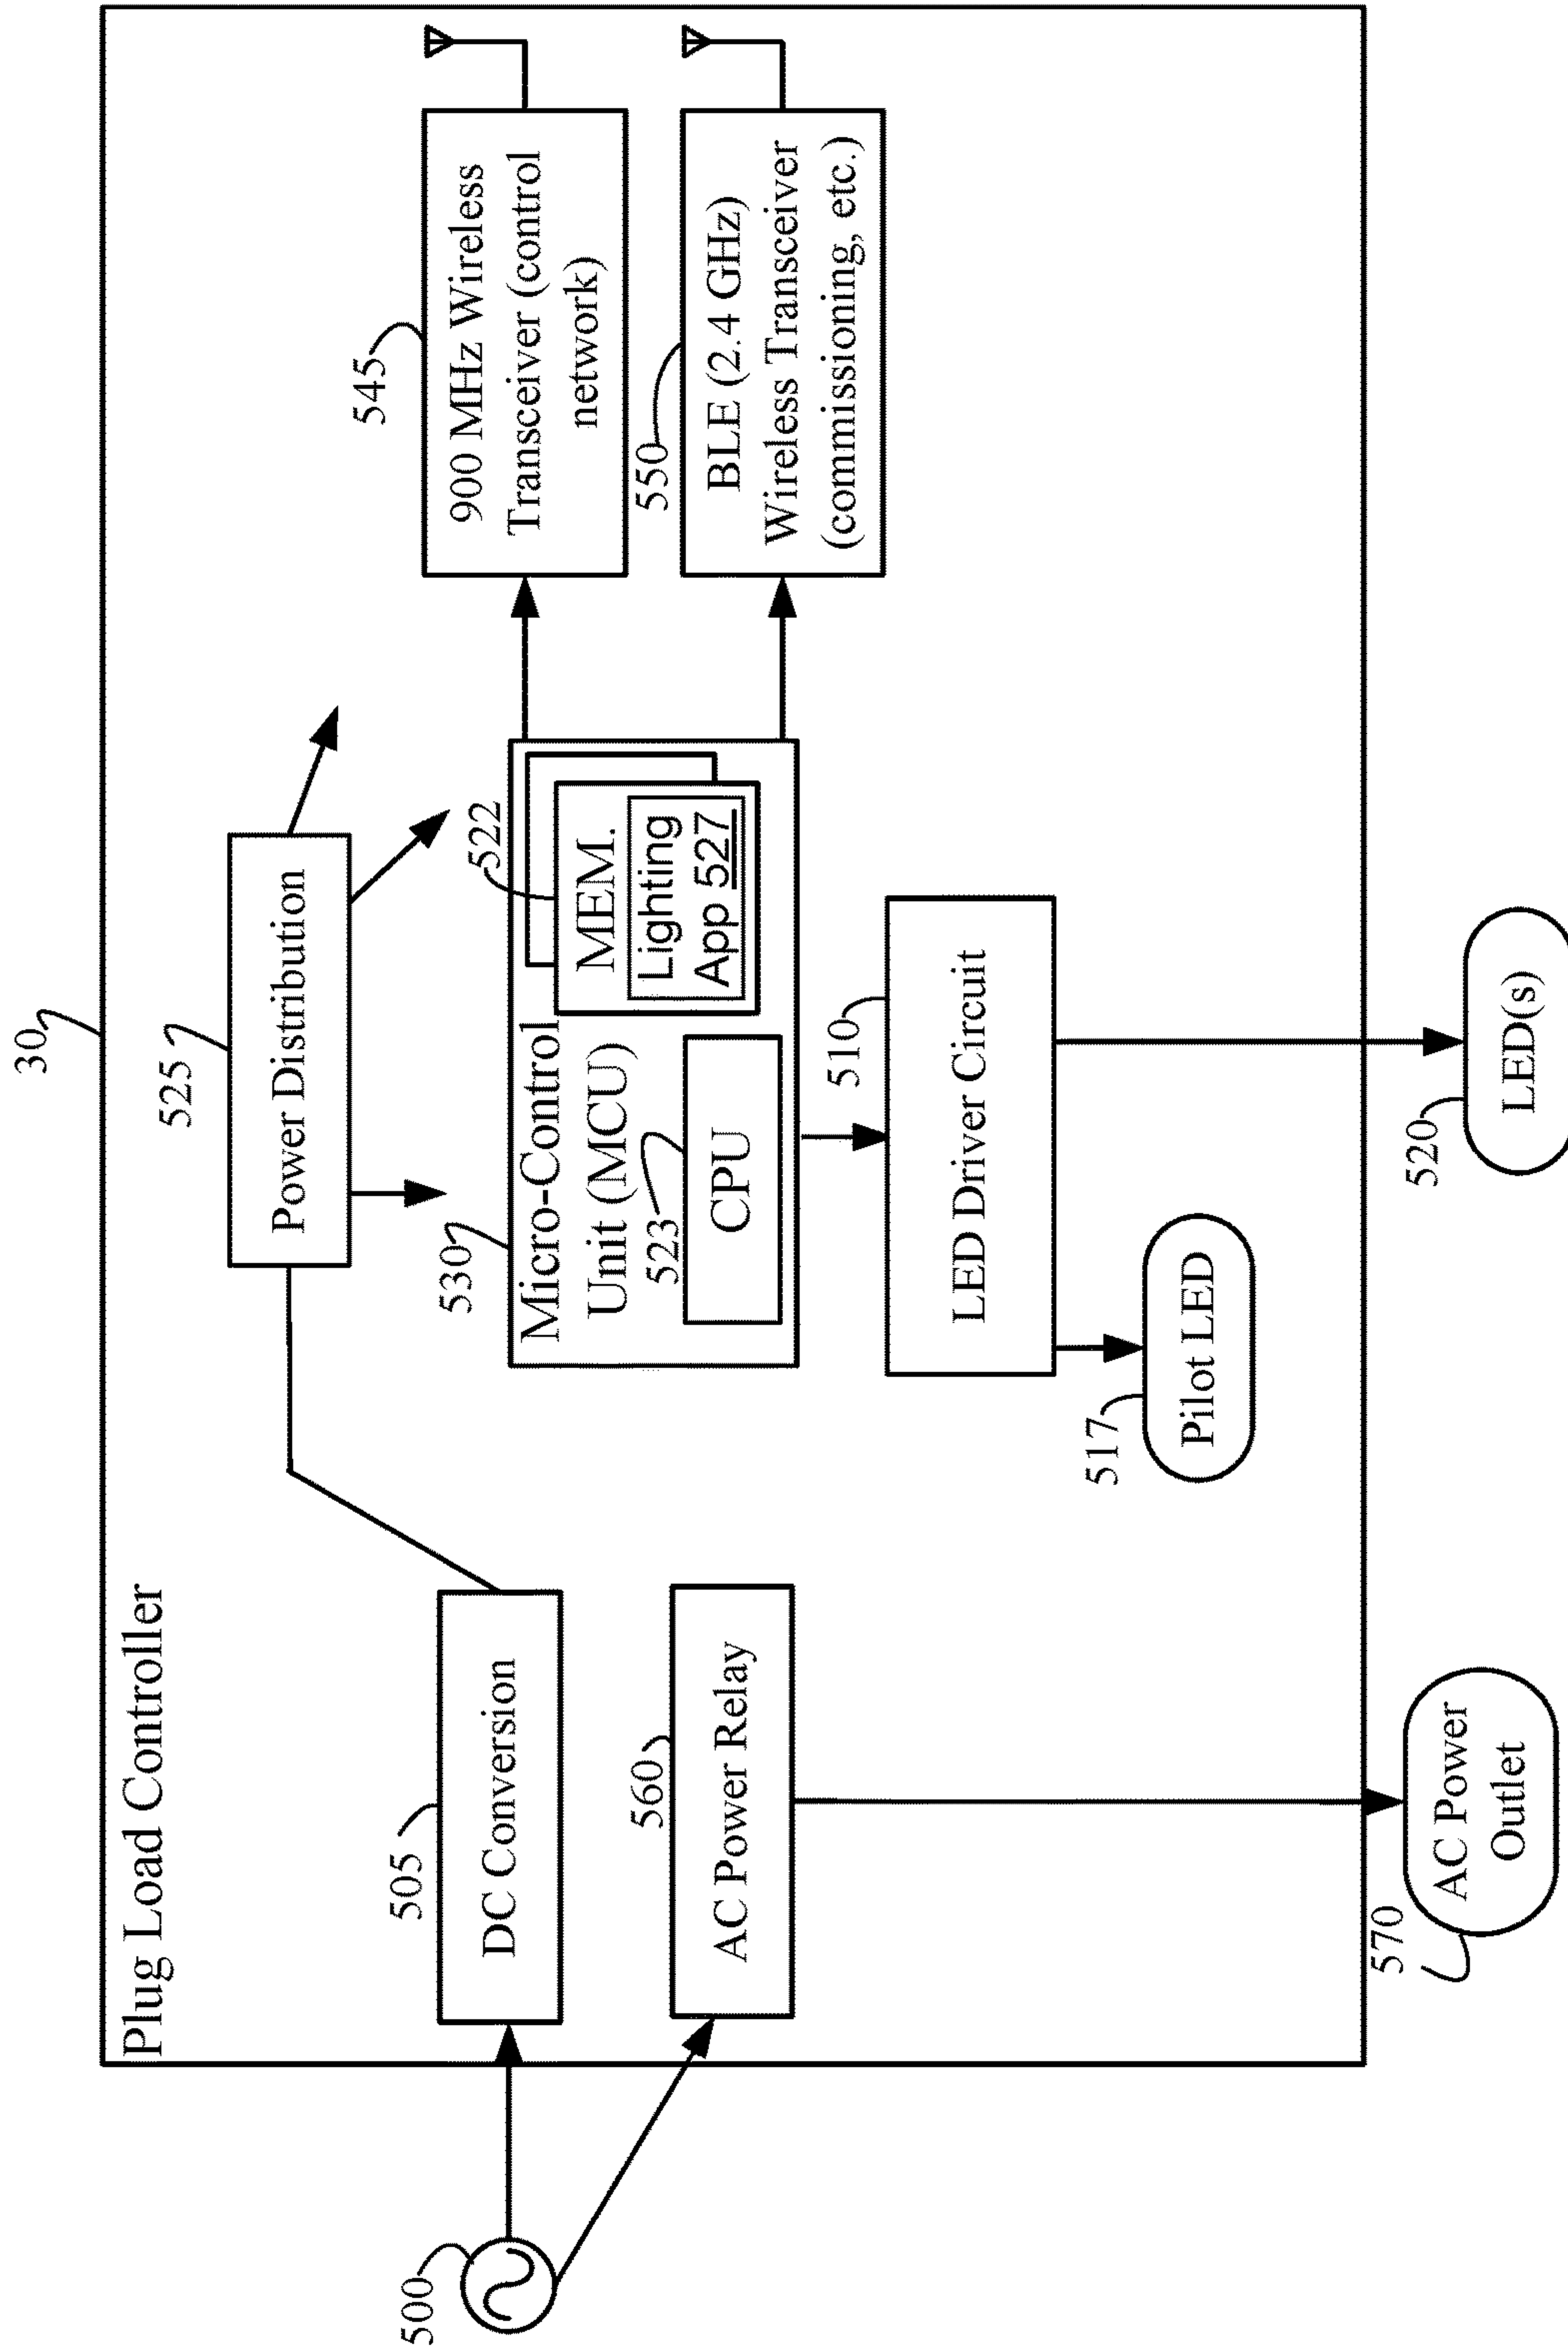 30
Plug Load Controller
525
Power Distribution
500
505
DC Conversion
530
Micro-Control
Unit (MCU)
523
CPU
522
MEM.
Lighting
App 527
545
900 MHz Wireless
Transceiver (control
network)
550
BLE (2.4 GHz)
Wireless Transceiver
(commissioning, etc.)
560
AC Power Relay
510
LED Driver Circuit
517
Pilot LED
570
AC Power
Outlet
520
LED(s)